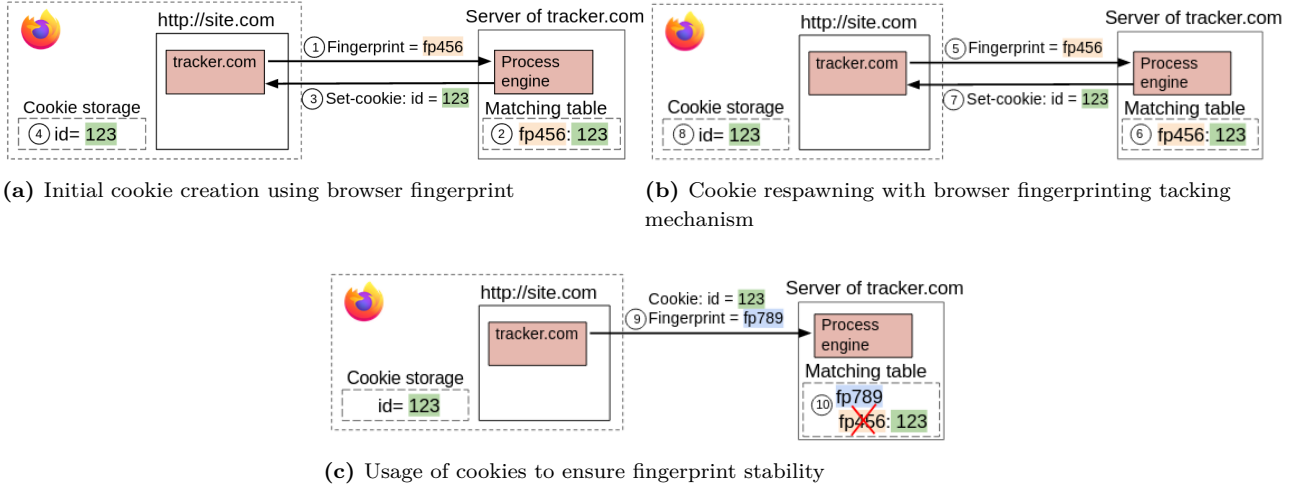 http://site.com
Server of tracker.com
tracker.com
① Fingerprint = fp456
Process
engine
③ Set-cookie: id = 123
Cookie storage
④ id= 123
Matching table
② fp456: 123
(a) Initial cookie creation using browser fingerprint
http://site.com
Server of tracker.com
tracker.com
⑤ Fingerprint = fp456
Process
engine
⑦ Set-cookie: id = 123
Cookie storage
⑧ id= 123
Matching table
⑥ fp456: 123
(b) Cookie respawning with browser fingerprinting tacking
mechanism
http://site.com
Server of tracker.com
Cookie: id = 123
⑨ Fingerprint = fp789
tracker.com
Process
engine
Cookie storage
id= 123
Matching table
⑩ fp789
fp456: 123
(c) Usage of cookies to ensure fingerprint stability